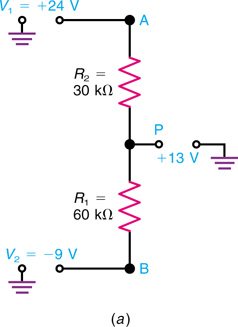 V₁ = +24 V
A
R₂ =
30 kΩ
P
+13 V
R₁ =
60 kΩ
V₂ = −9 V
B
(a)